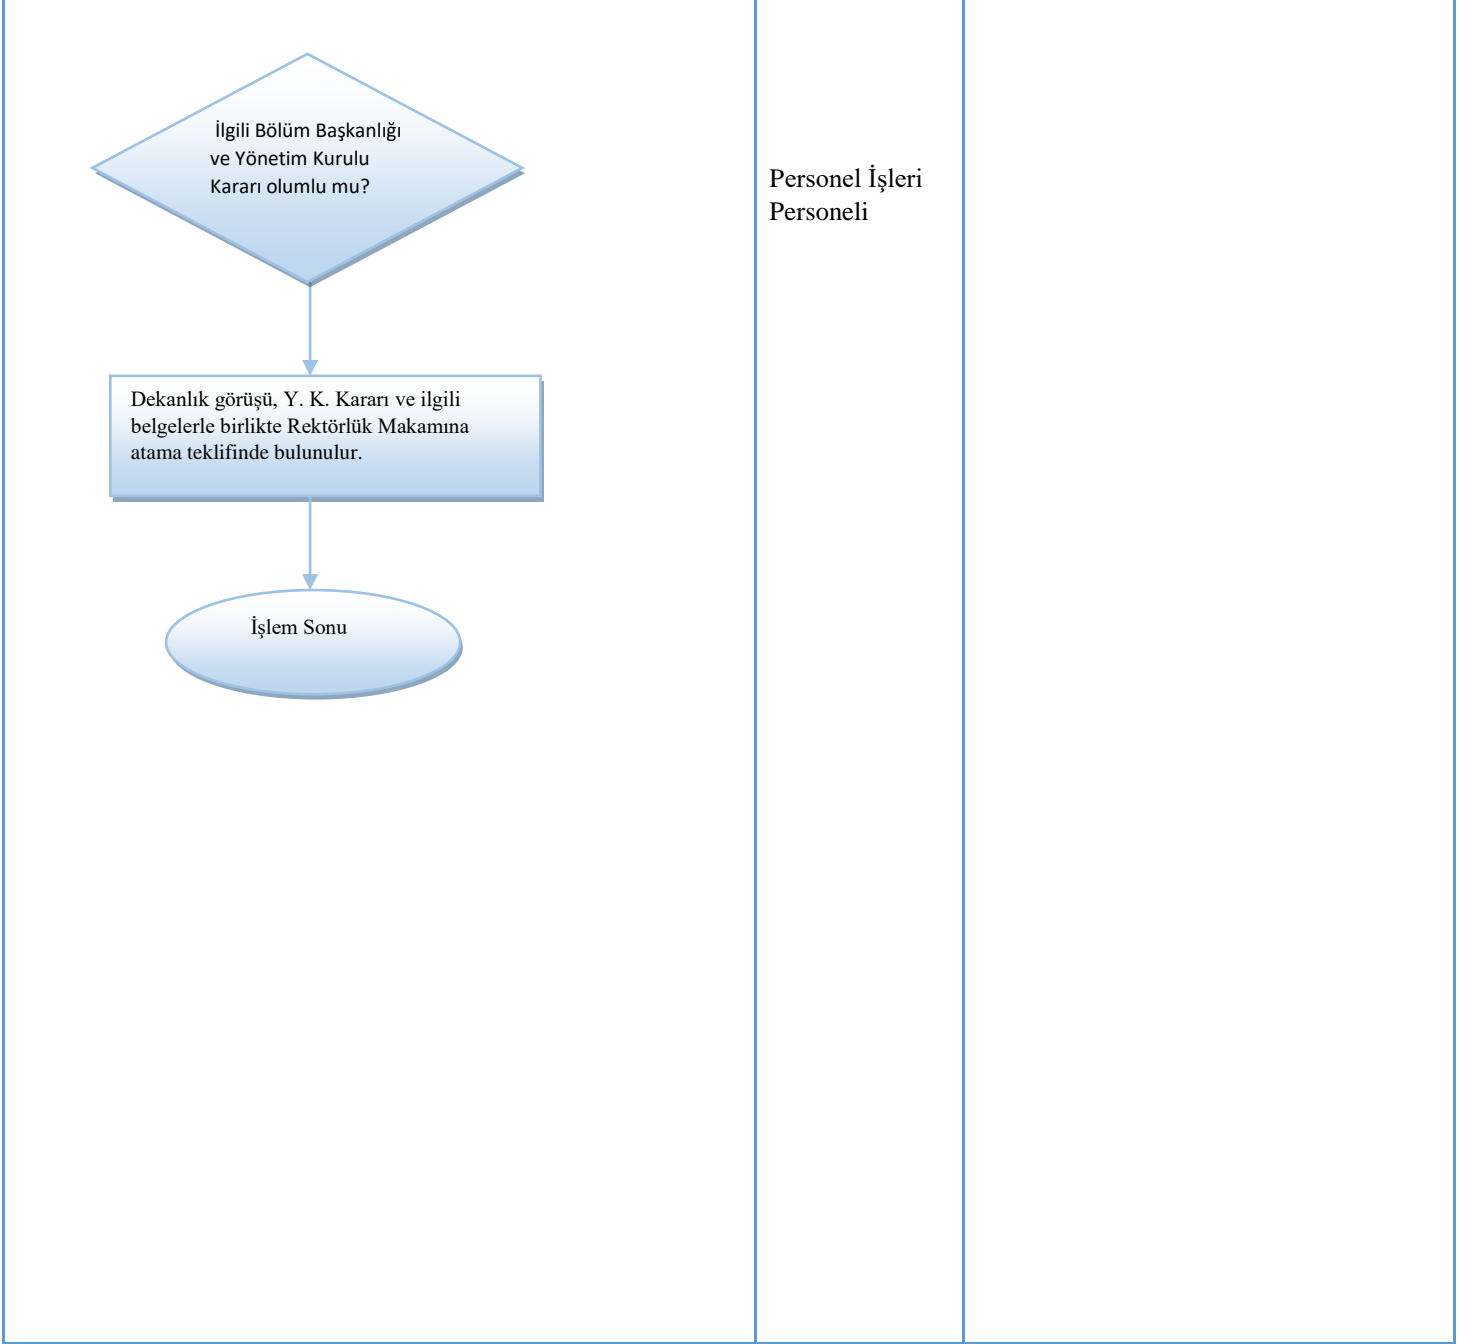 İlgili Bölüm Başkanlığı
ve Yönetim Kurulu
Kararı olumlu mu?
Personel İşleri
Personeli
Dekanlık görüşü, Y. K. Kararı ve ilgili
belgelerle birlikte Rektörlük Makamına
atama teklifinde bulunulur.
İşlem Sonu